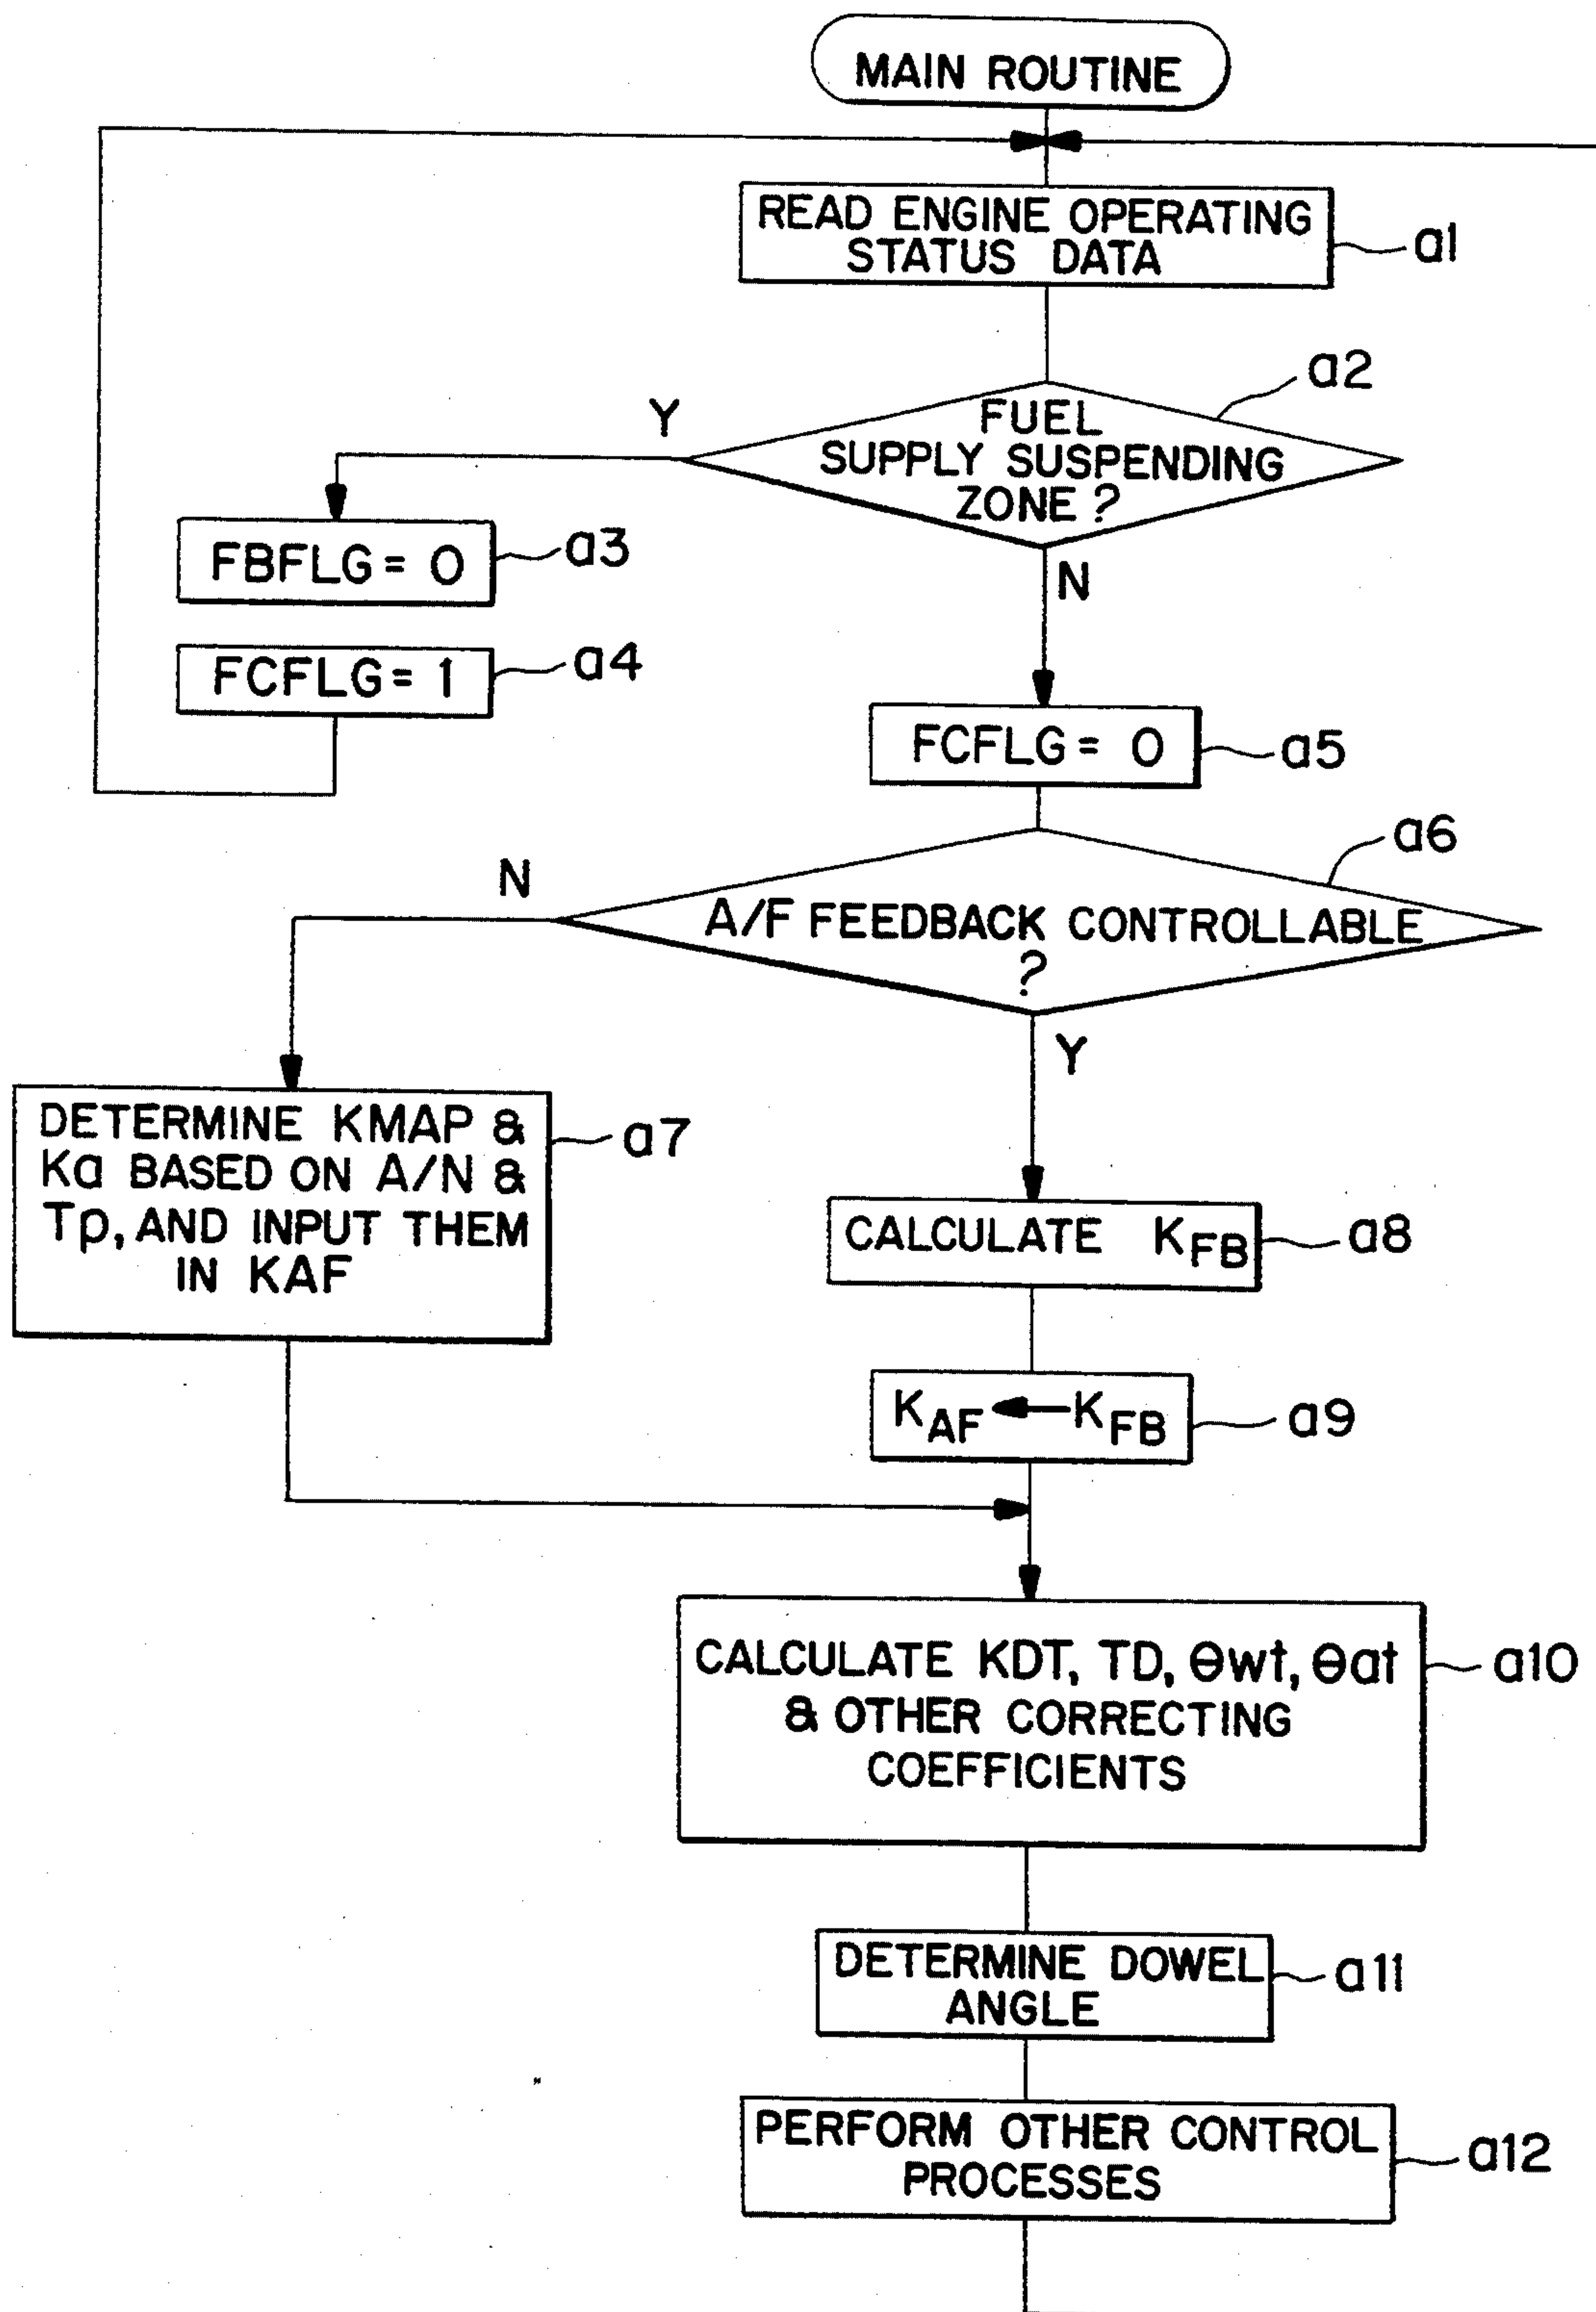 MAIN ROUTINE
READ ENGINE OPERATING
STATUS DATA
a1
a2
FUEL
SUPPLY SUSPENDING
ZONE?
Y
N
FBFLG = 0
a3
FCFLG = 1
a4
FCFLG = 0
a5
a6
N
A/F FEEDBACK CONTROLLABLE
?
Y
DETERMINE KMAP &
Ka BASED ON A/N &
Tp, AND INPUT THEM
IN KAF
a7
CALCULATE KFB
a8
KAF ← KFB
a9
CALCULATE KDT, TD, θwt, θat
& OTHER CORRECTING
COEFFICIENTS
a10
DETERMINE DOWEL
ANGLE
a11
PERFORM OTHER CONTROL
PROCESSES
a12